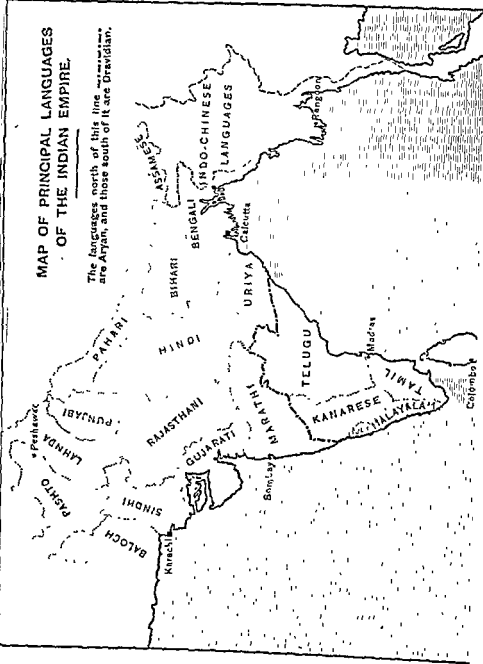 MAP OF PRINCIPAL LANGUAGES
OF THE INDIAN EMPIRE.
The languages north of this line
are Aryan, and those south of it are Dravidian.
Peshawar
LAHNDA
PUNJABI
PAHARI
PASHTO
BALOCH
SINDHI
Karachi
RAJASTHANI
GUJARATI
HINDI
BIHARI
BENGALI
ASSAMESE
INDO-CHINESE
LANGUAGES
Calcutta
Rangoon
URIYA
MARATHI
Bombay
TELUGU
KANARESE
Madras
TAMIL
MALAYALA
Colombo